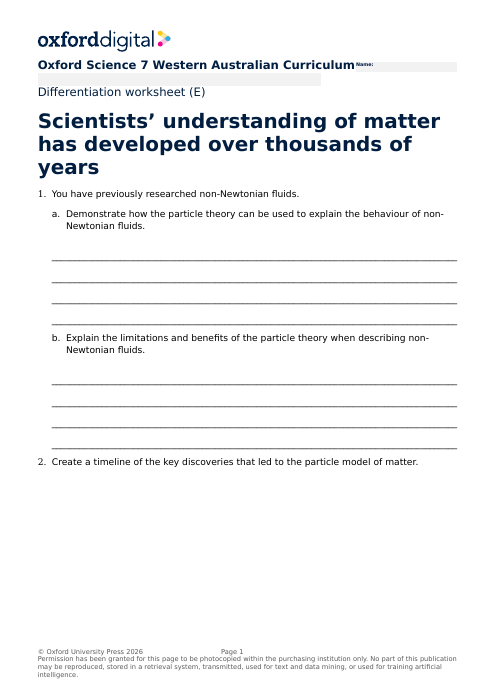 oxforddigital
Oxford Science 7 Western Australian Curriculum Name:
Differentiation worksheet (E)
Scientists’ understanding of matter
has developed over thousands of
years
1. You have previously researched non-Newtonian fluids.
a. Demonstrate how the particle theory can be used to explain the behaviour of non-
Newtonian fluids.
b. Explain the limitations and benefits of the particle theory when describing non-
Newtonian fluids.
2. Create a timeline of the key discoveries that led to the particle model of matter.
© Oxford University Press 2026 Page 1
Permission has been granted for this page to be photocopied within the purchasing institution only. No part of this publication
may be reproduced, stored in a retrieval system, transmitted, used for text and data mining, or used for training artificial
intelligence.